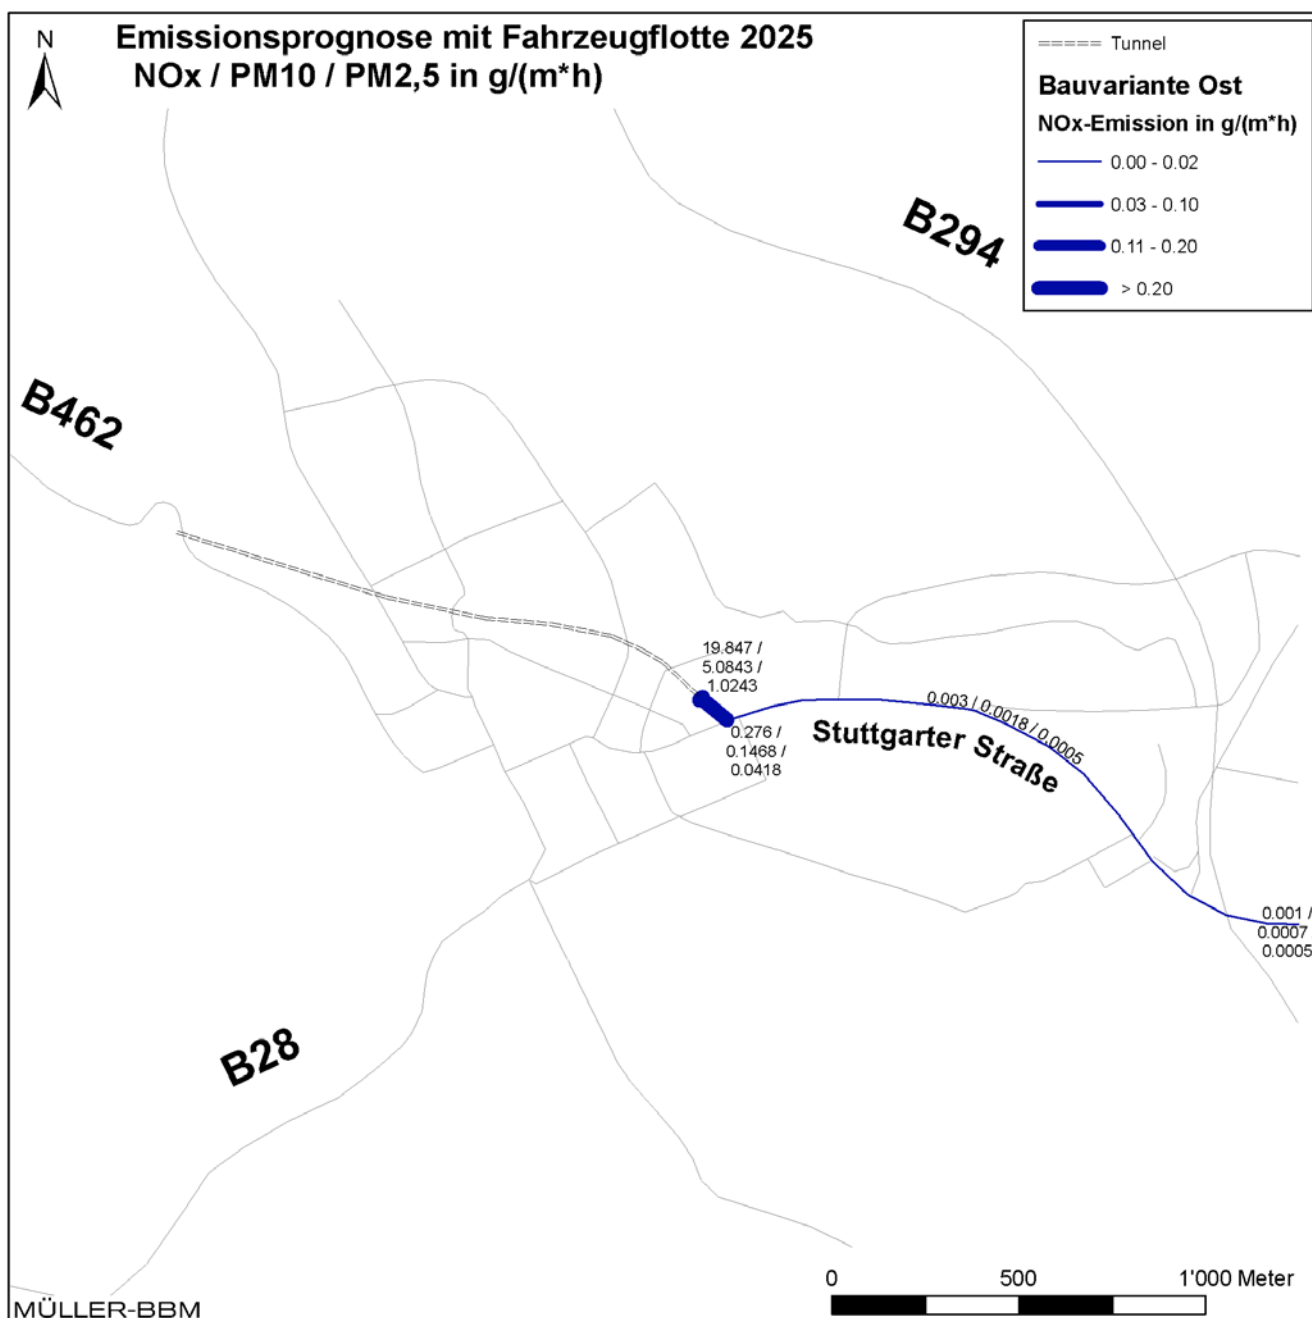 N
Emissionsprognose mit Fahrzeugflotte 2025
NOx / PM10 / PM2,5 in g/(m*h)
Tunnel
Bauvariante Ost
NOx-Emission in g/(m*h)
0.00 - 0.02
0.03 - 0.10
0.11 - 0.20
> 0.20
B294
B462
19.847 /
5.0843 /
1.0243
0.003 / 0.0018 / 0.0005
Stuttgarter Straße
0.276 /
0.1468 /
0.0418
0.001 /
0.0007
0.0005
B28
0 500 1'000 Meter
MÜLLER-BBM